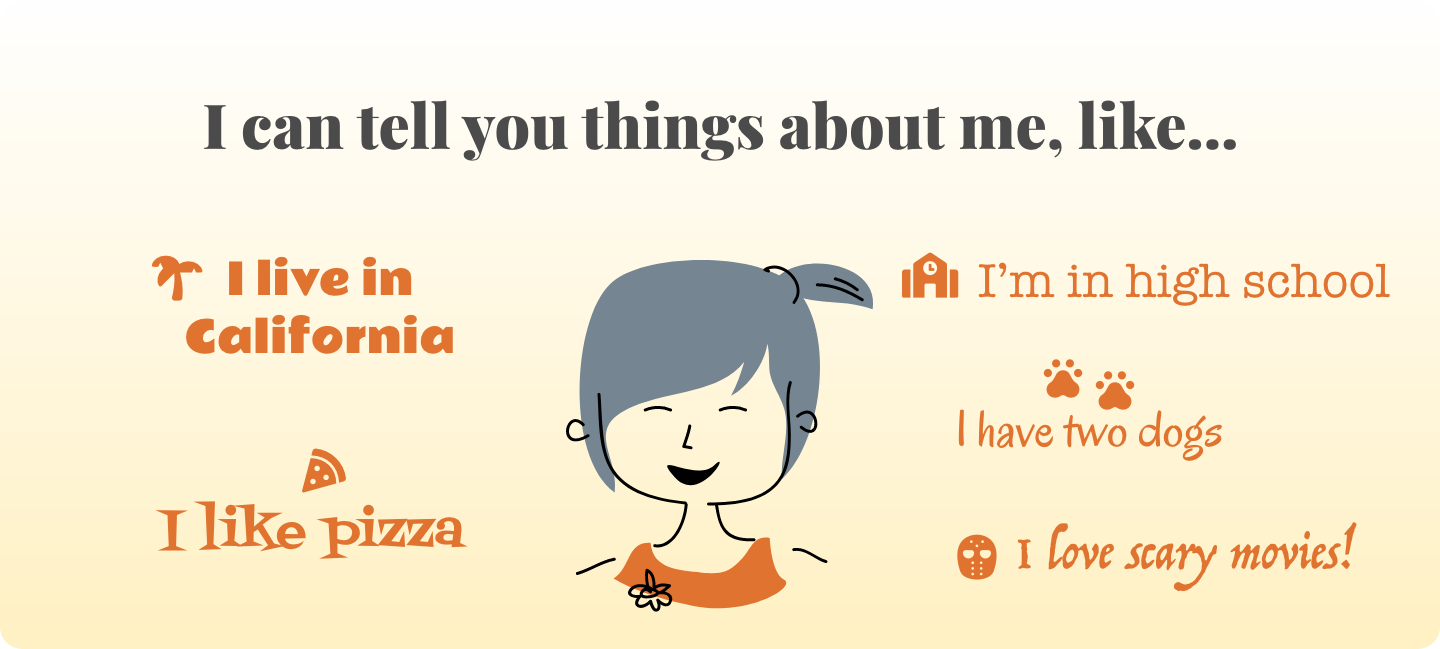 I can tell you things about me, like...
I live in
California
I like pizza
I'm in high school
I have two dogs
I love scary movies!